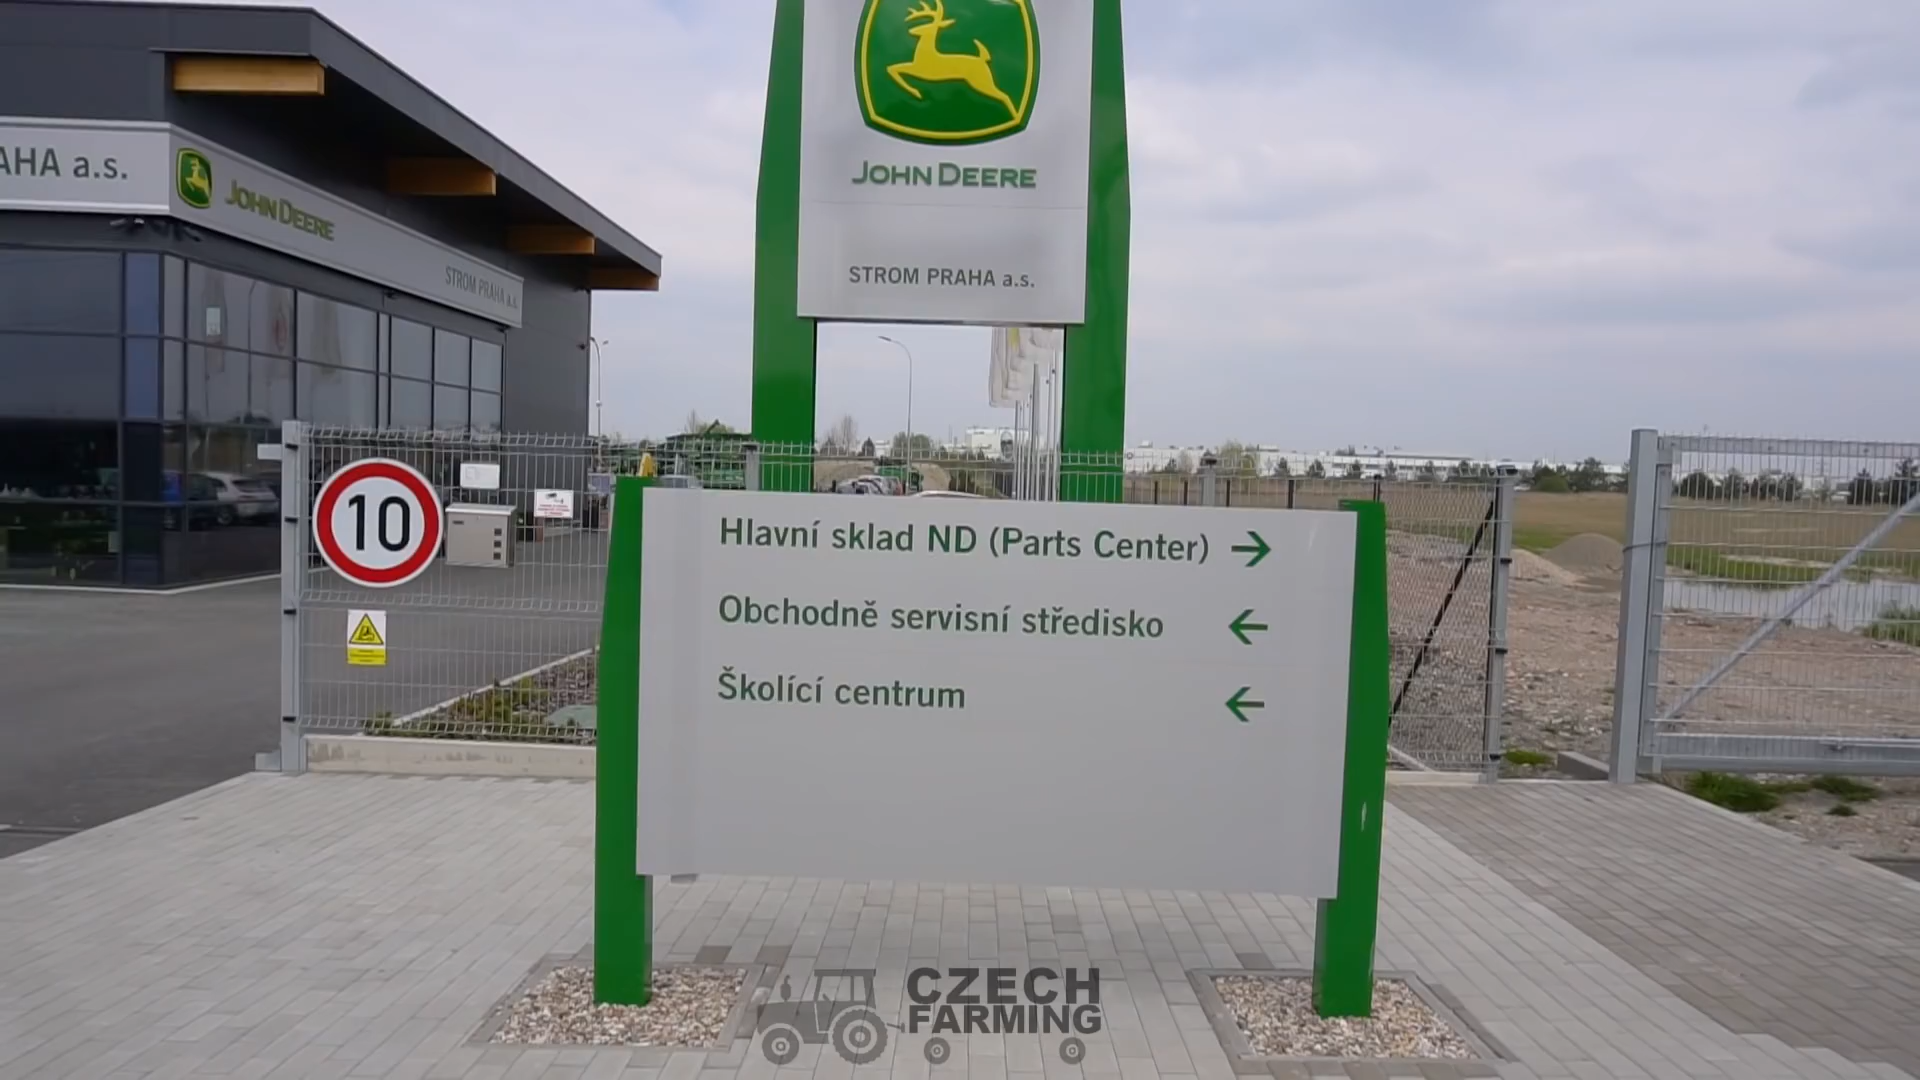 JOHN DEERE
STROM PRAHA a.s.
AHA a.s.
JOHN DEERE
STROM PRAHA a.s.
10
Hlavní sklad ND (Parts Center) →
Obchodně servisní středisko ←
Školící centrum ←
CZECH
FARMING